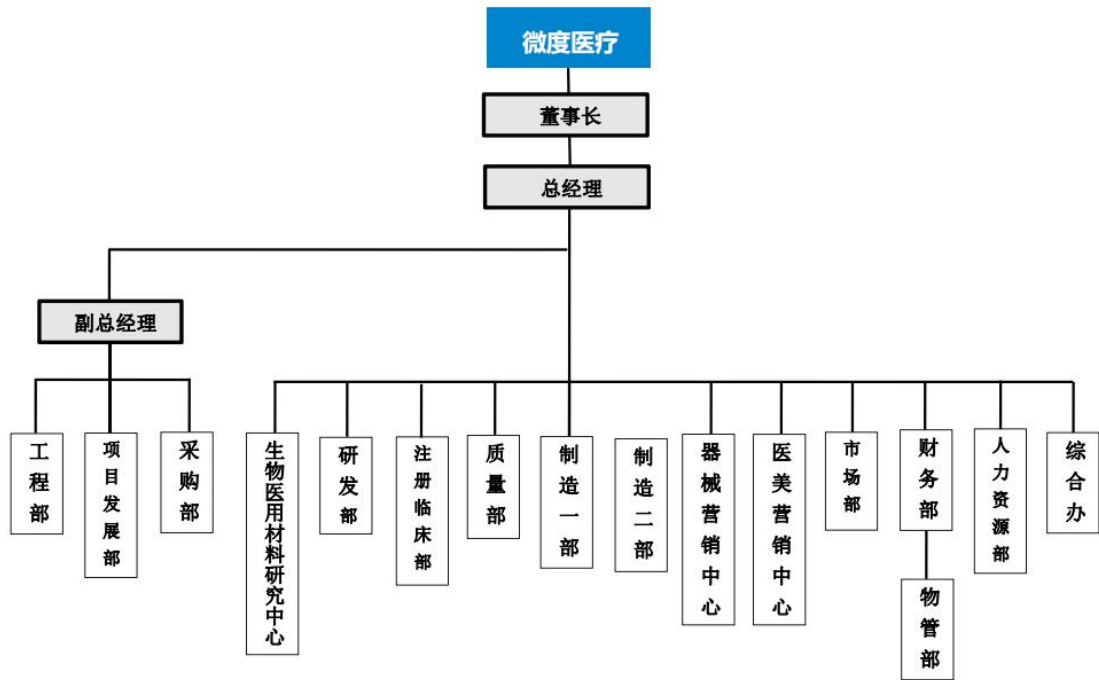 微度医疗
董事长
总经理
副总经理
工程部
项目发展部
采购部
生物医用材料研究中心
研发部
注册临床部
质量部
制造一部
制造二部
器械营销中心
医美营销中心
市场部
财务部
人力资源部
综合办
物管部